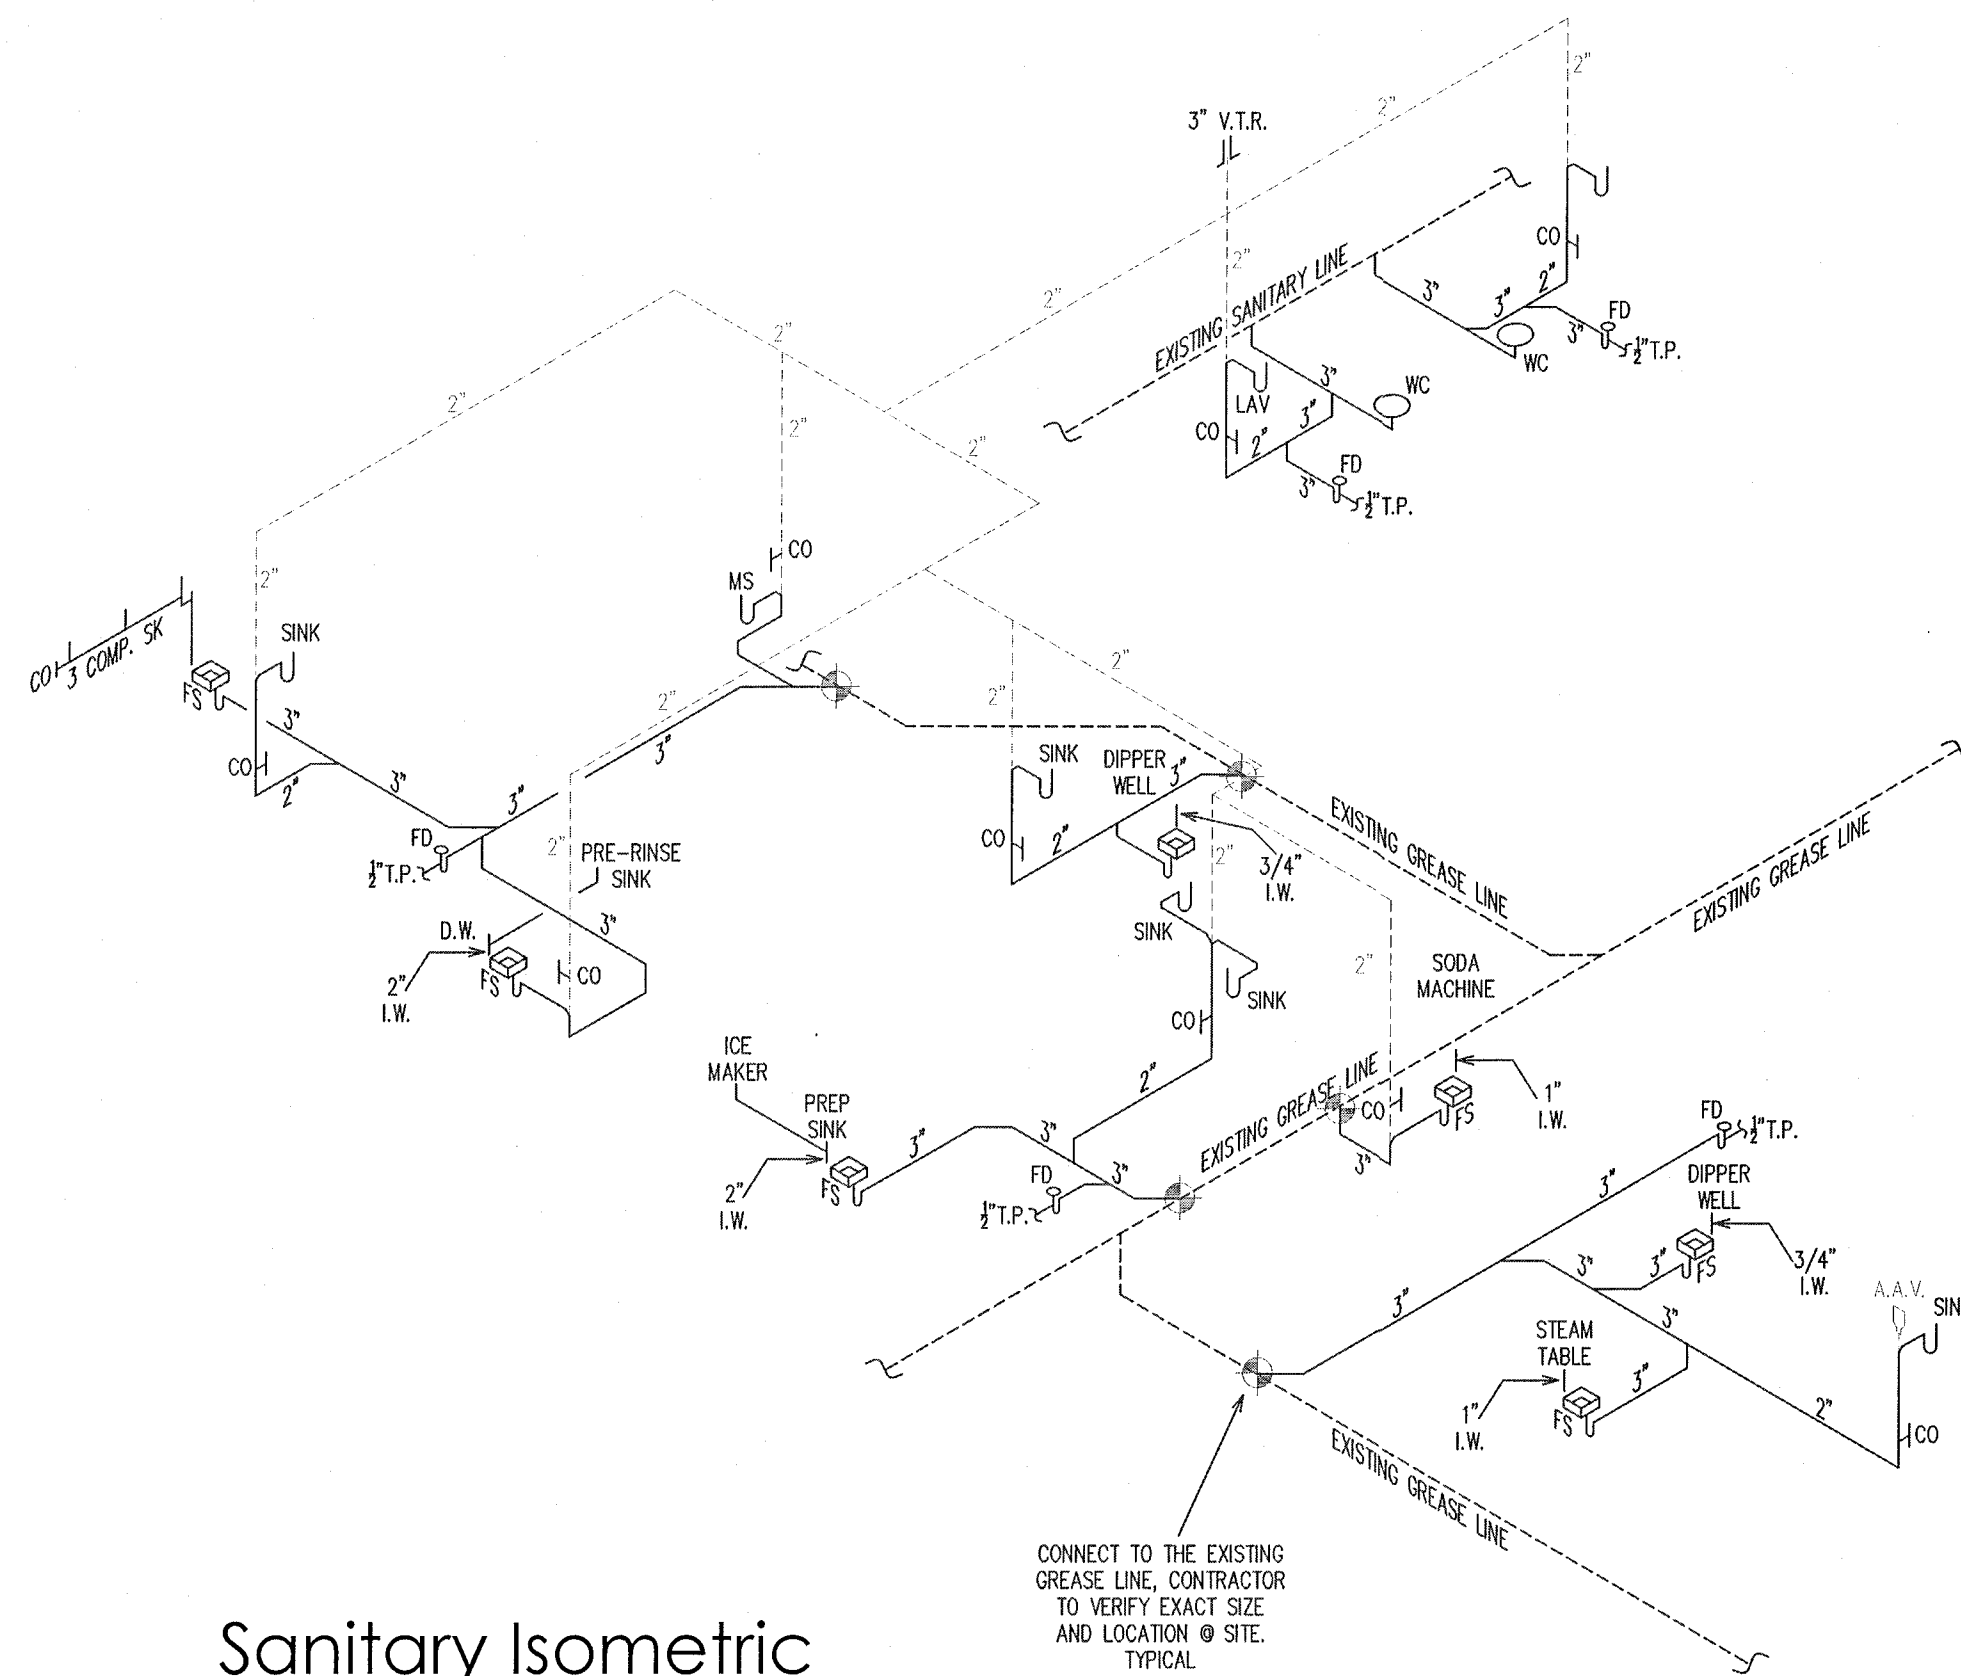 2"
2"
3" V.T.R.
2"
CO
2"
EXISTING SANITARY LINE
3"
3"
2"
FD
3"
½"T.P.
WC
2"
2"
2"
2"
2"
LAV
CO
2"
3"
3"
WC
FD
3"
½"T.P.
2"
CO
MS
2"
SINK
CO
3 COMP. SK
FS
3"
CO
2"
3"
3"
2"
3"
FD
½"T.P.
2"
PRE-RINSE
SINK
D.W.
3"
FS
CO
2"
I.W.
2"
2"
SINK
DIPPER
WELL
3"
CO
2"
2"
3/4"
I.W.
SINK
SINK
CO
2"
EXISTING GREASE LINE
EXISTING GREASE LINE
2"
SODA
MACHINE
ICE
MAKER
PREP
SINK
2"
I.W.
FS
3"
3"
FD
½"T.P.
3"
EXISTING GREASE LINE
CO
3"
FS
1"
I.W.
FD
½"T.P.
3"
DIPPER
WELL
3"
3"
FS
3/4"
I.W.
3"
3"
A.A.V.
SIN
STEAM
TABLE
3"
1"
I.W.
FS
2"
CO
EXISTING GREASE LINE
CONNECT TO THE EXISTING
GREASE LINE, CONTRACTOR
TO VERIFY EXACT SIZE
AND LOCATION @ SITE.
TYPICAL
Sanitary Isometric